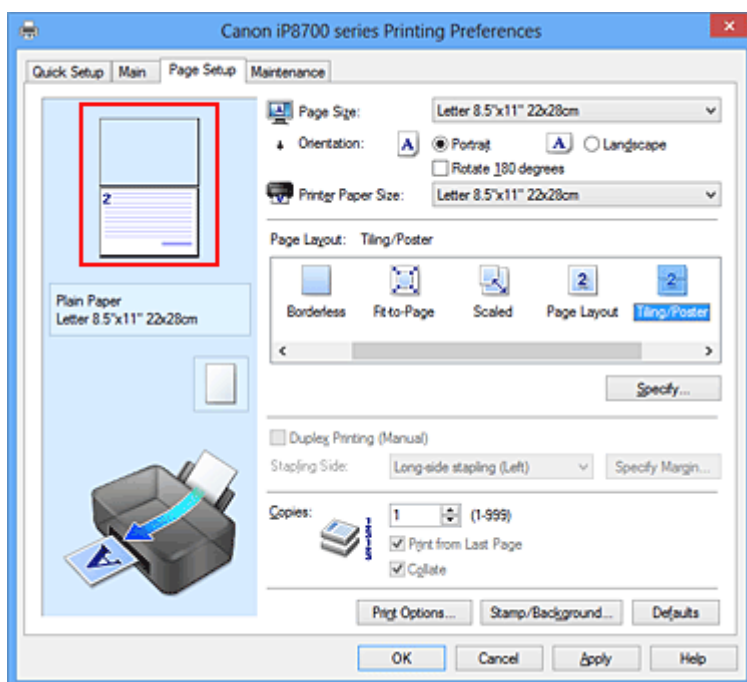 Canon iP8700 series Printing Preferences
Quick Setup Main Page Setup Maintenance
2
Plain Paper
Letter 8.5"x11" 22x28cm
A
Page Size: Letter 8.5"x11" 22x28cm
Orientation: A Portrait A Landscape
Rotate 180 degrees
Printer Paper Size: Letter 8.5"x11" 22x28cm
Page Layout: Tiling/Poster
2 2
Borderless Fit-to-Page Scaled Page Layout Tiling/Poster
Specify...
Duplex Printing (Manual)
Stapling Side: Long-side stapling (Left) Specify Margin...
Copies: 1 (1-999)
Print from Last Page
Collate
Print Options... Stamp/Background... Defaults
OK Cancel Apply Help